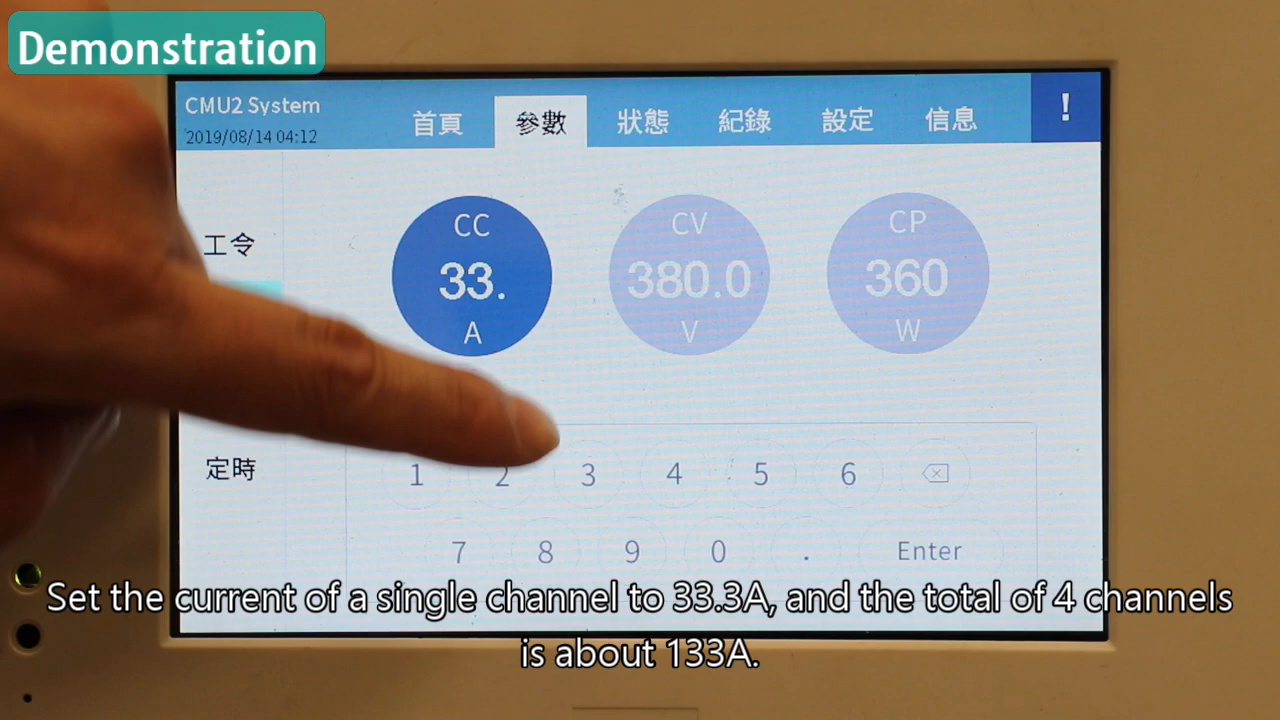 Demonstration
CMU2 System
2019/08/14 04:12
首頁 參數 狀態 紀錄 設定 信息 !
工令
定時
CC
33.
A
CV
380.0
V
CP
360
W
1 2 3 4 5 6
7 8 9 0 . Enter
Set the current of a single channel to 33.3A, and the total of 4 channels
is about 133A.